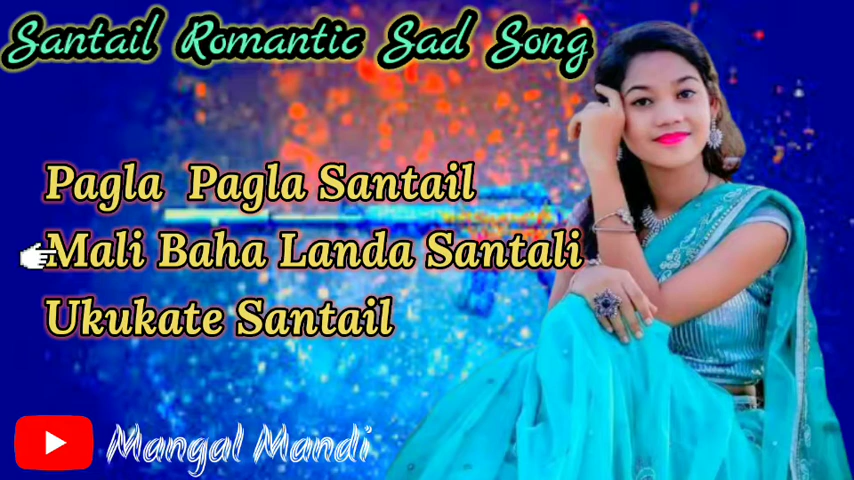 Santail Romantic Sad Song
Pagla Pagla Santail
Mali Baha Landa Santali
Ukukate Santail
Mangal Mandi